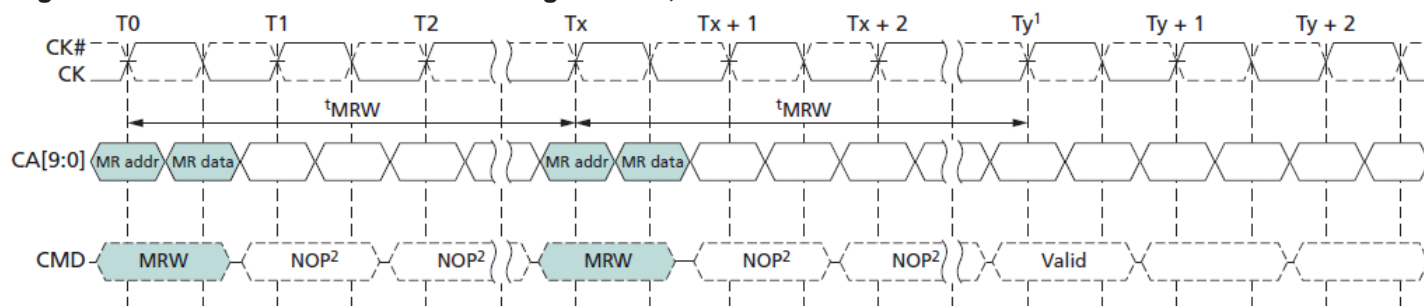 T0 T1 T2 Tx Tx + 1 Tx + 2 Ty¹ Ty + 1 Ty + 2
CK#
CK
tMRW tMRW
CA[9:0] MR addr MR data MR addr MR data
CMD MRW NOP² NOP² MRW NOP² NOP² Valid